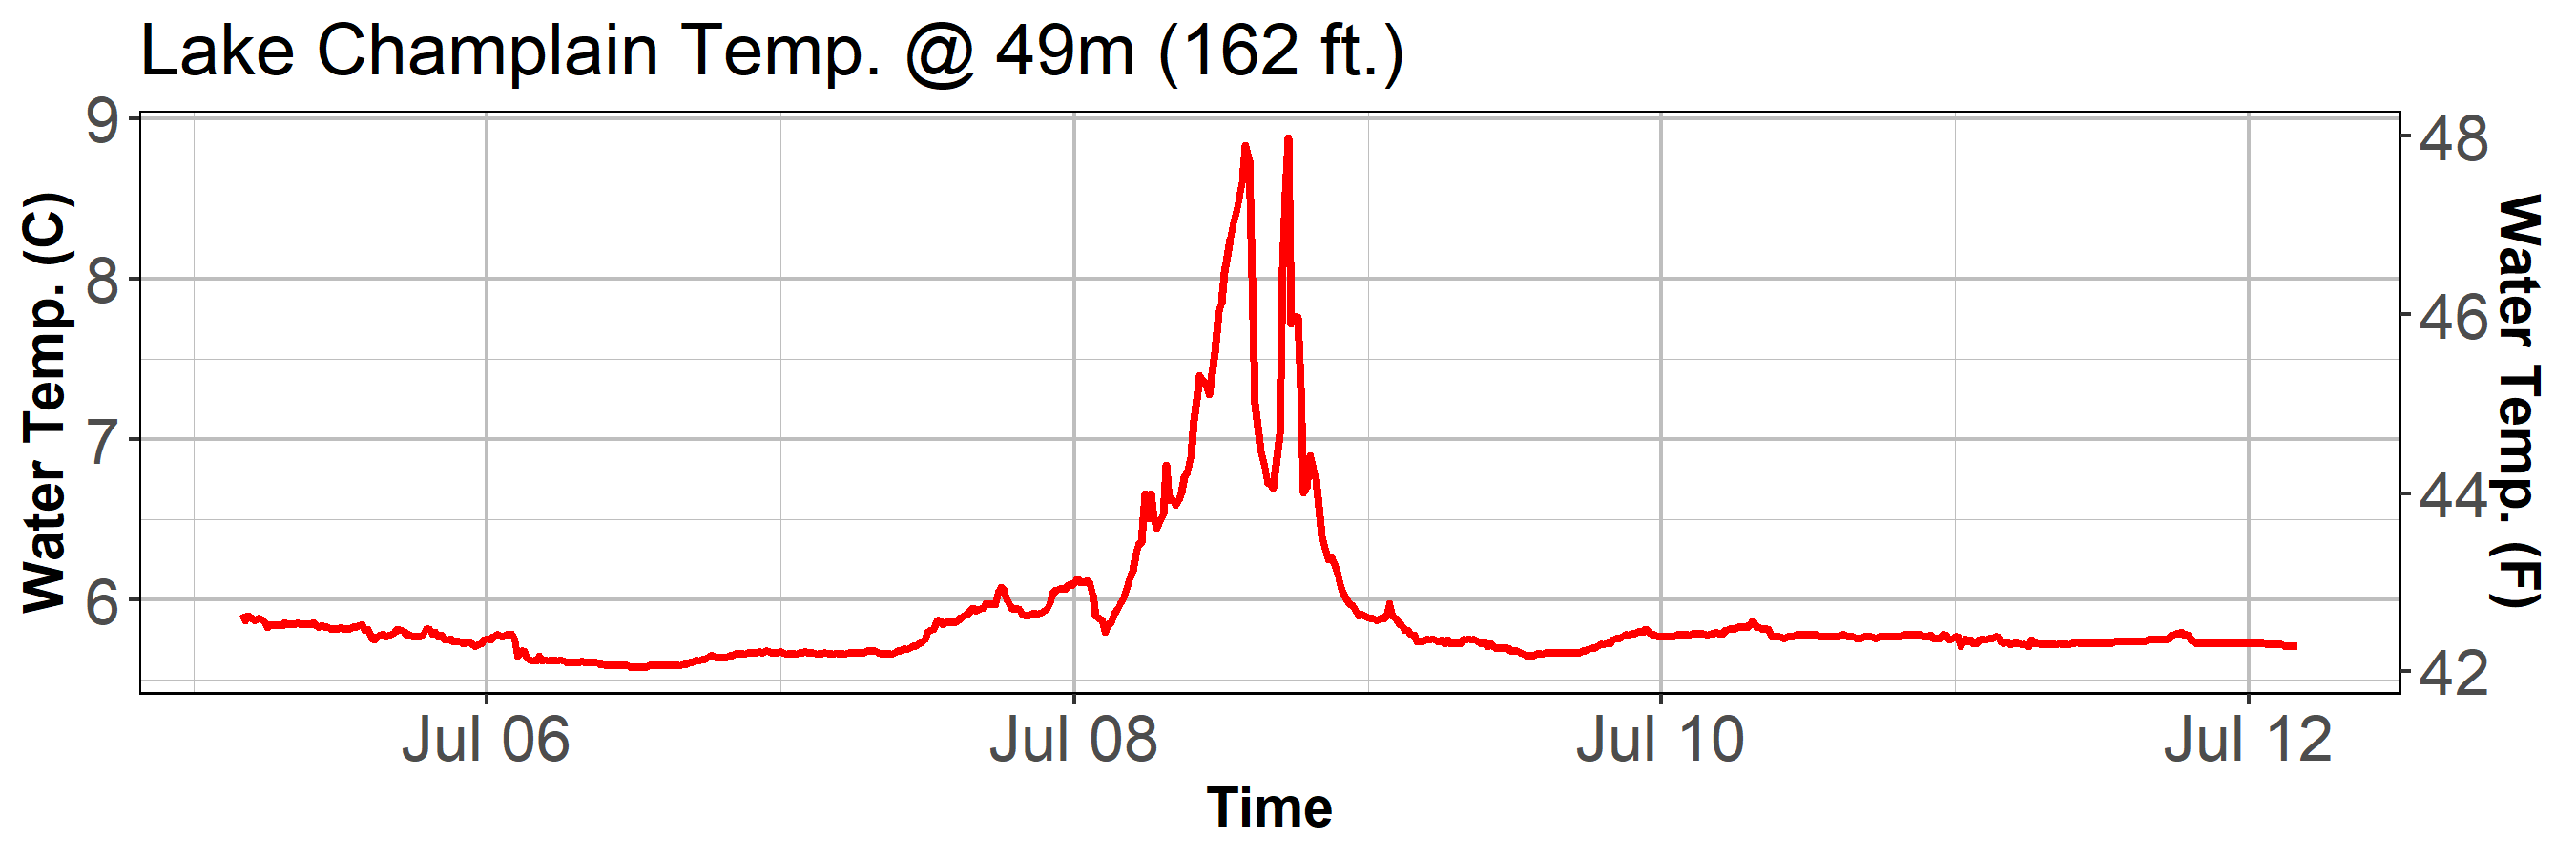 Lake Champlain Temp. @ 49m (162 ft.)
Water Temp. (C)
9
8
7
6
48
46
44
42
Water Temp. (F)
Jul 06 Jul 08 Jul 10 Jul 12
Time